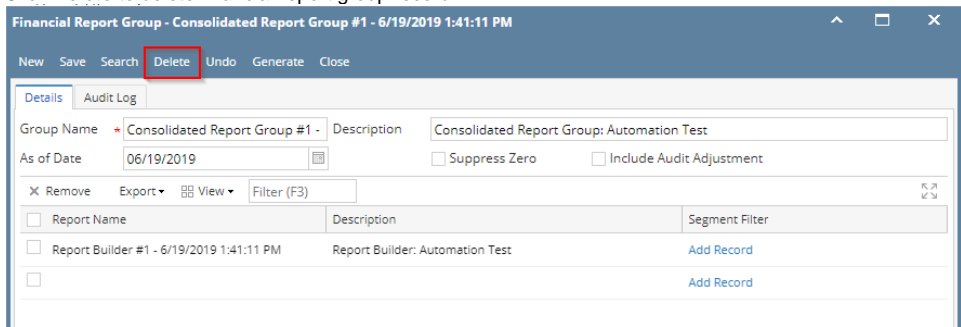 Financial Report Group - Consolidated Report Group #1 - 6/19/2019 1:41:11 PM
New Save Search Delete Undo Generate Close
Details Audit Log
Group Name * Consolidated Report Group #1 - Description Consolidated Report Group: Automation Test
As of Date 06/19/2019 Suppress Zero Include Audit Adjustment
Remove Export View Filter (F3)
Report Name Description Segment Filter
Report Builder #1 - 6/19/2019 1:41:11 PM Report Builder: Automation Test Add Record
Add Record